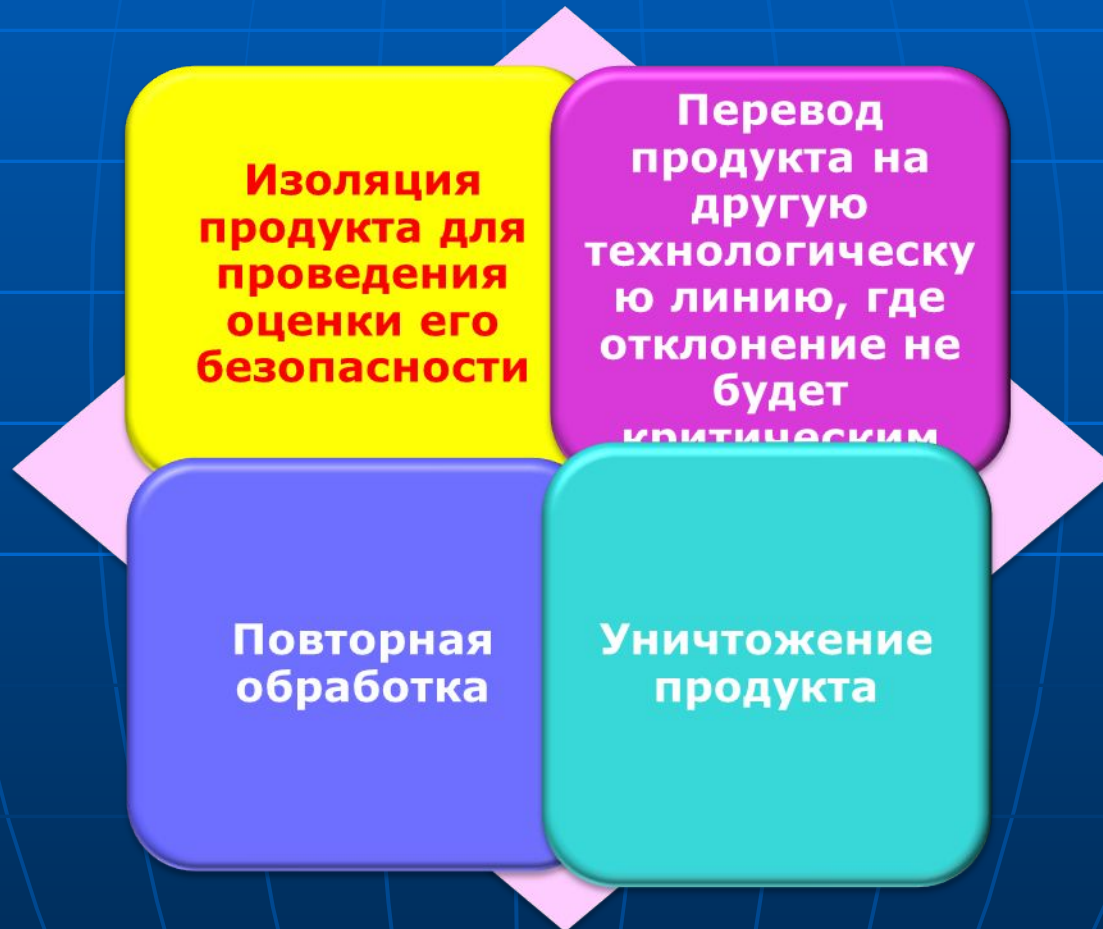 Изоляция
продукта для
проведения
оценки его
безопасности
Перевод
продукта на
другую
технологическу
ю линию, где
отклонение не
будет
критическим
Повторная
обработка
Уничтожение
продукта